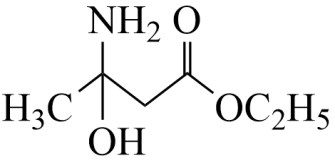 NH₂ O
H₃C OC₂H₅
OH